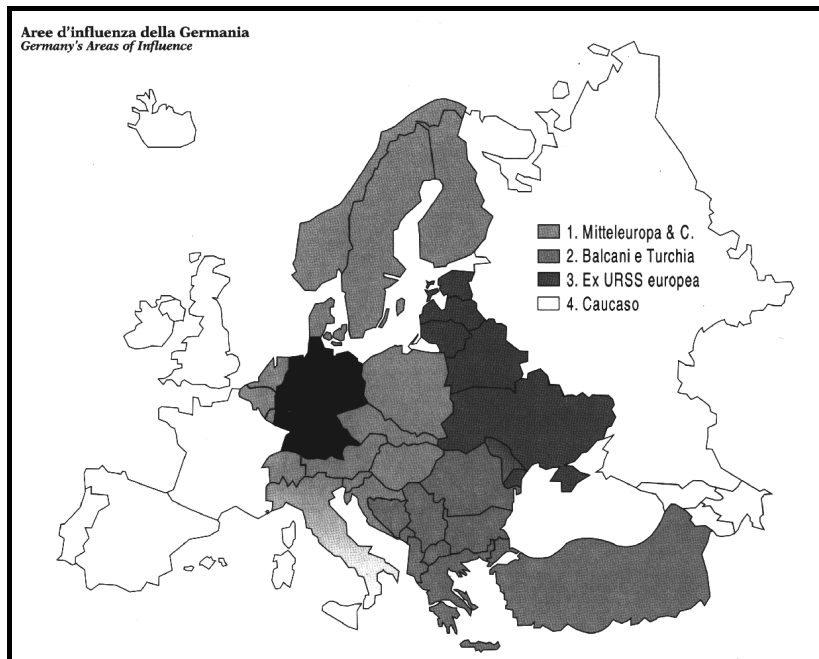 Aree d'influenza della Germania
Germany's Areas of Influence
1. Mitteleuropa & C.
2. Balcani e Turchia
3. Ex URSS europea
4. Caucaso